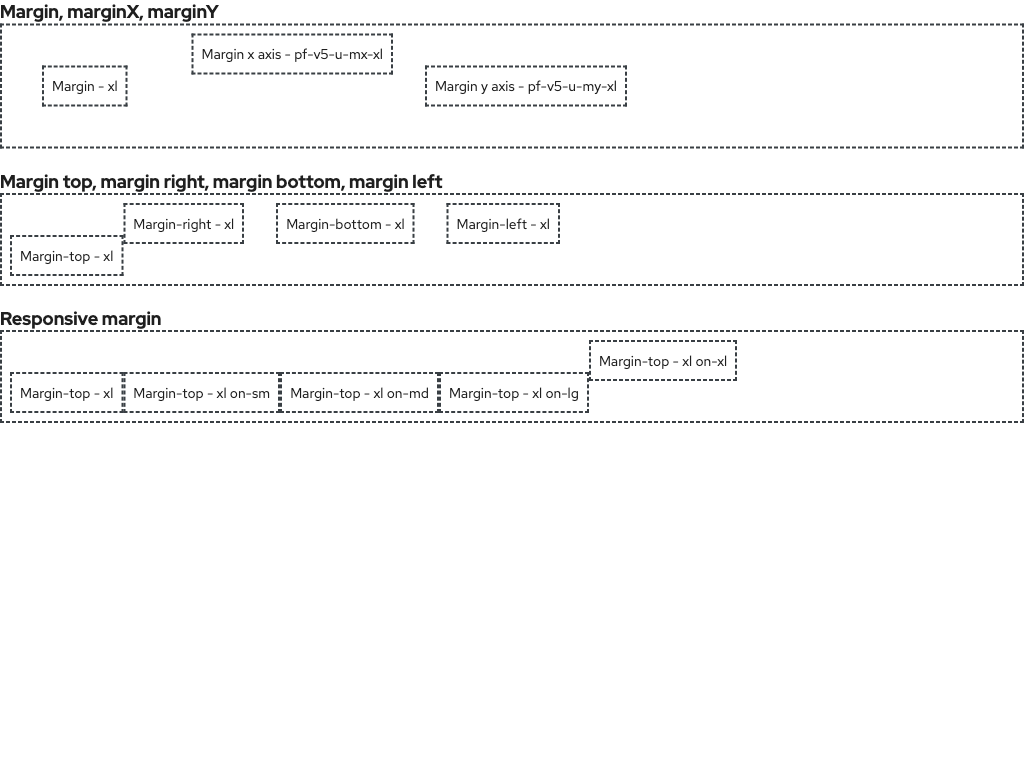 Margin, marginX, marginY
Margin - xl
Margin x axis - pf-v5-u-mx-xl
Margin y axis - pf-v5-u-my-xl
Margin top, margin right, margin bottom, margin left
Margin-top - xl
Margin-right - xl
Margin-bottom - xl
Margin-left - xl
Responsive margin
Margin-top - xl
Margin-top - xl on-sm
Margin-top - xl on-md
Margin-top - xl on-lg
Margin-top - xl on-xl